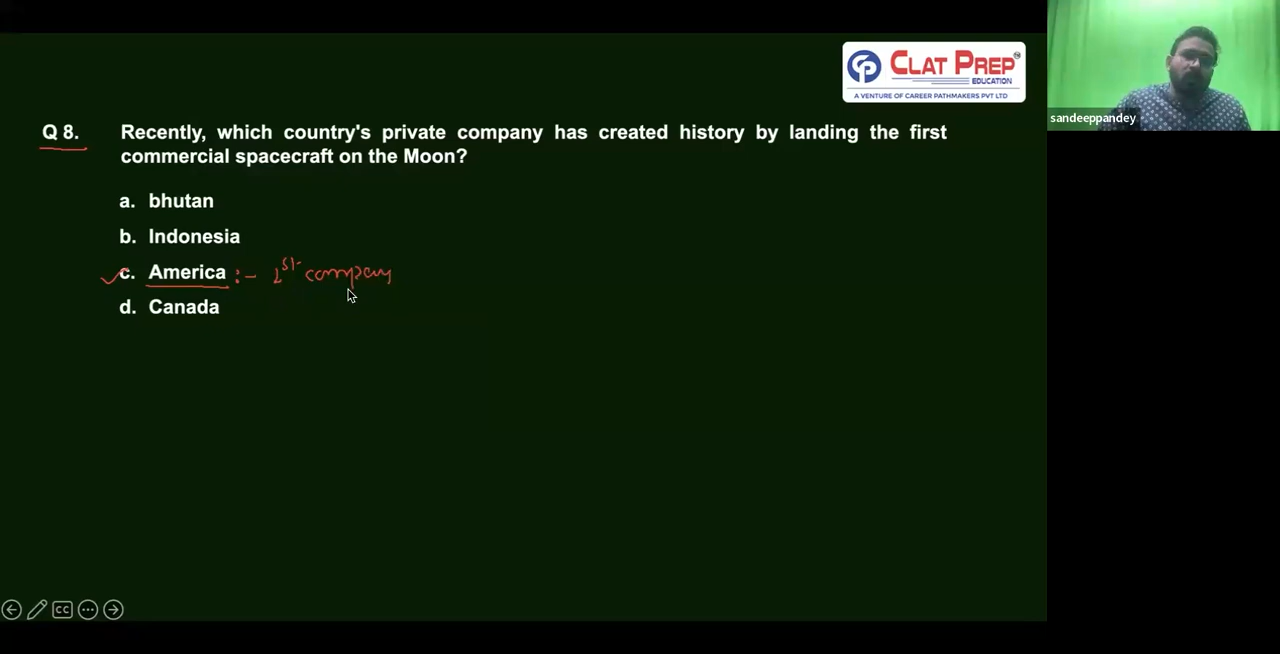 CLAT PREP
EDUCATION
A VENTURE OF CAREER PATHMAKERS PVT LTD
sandeeppandey
Q 8. Recently, which country's private company has created history by landing the first
commercial spacecraft on the Moon?
a. bhutan
b. Indonesia
c. America :- 1st company
d. Canada